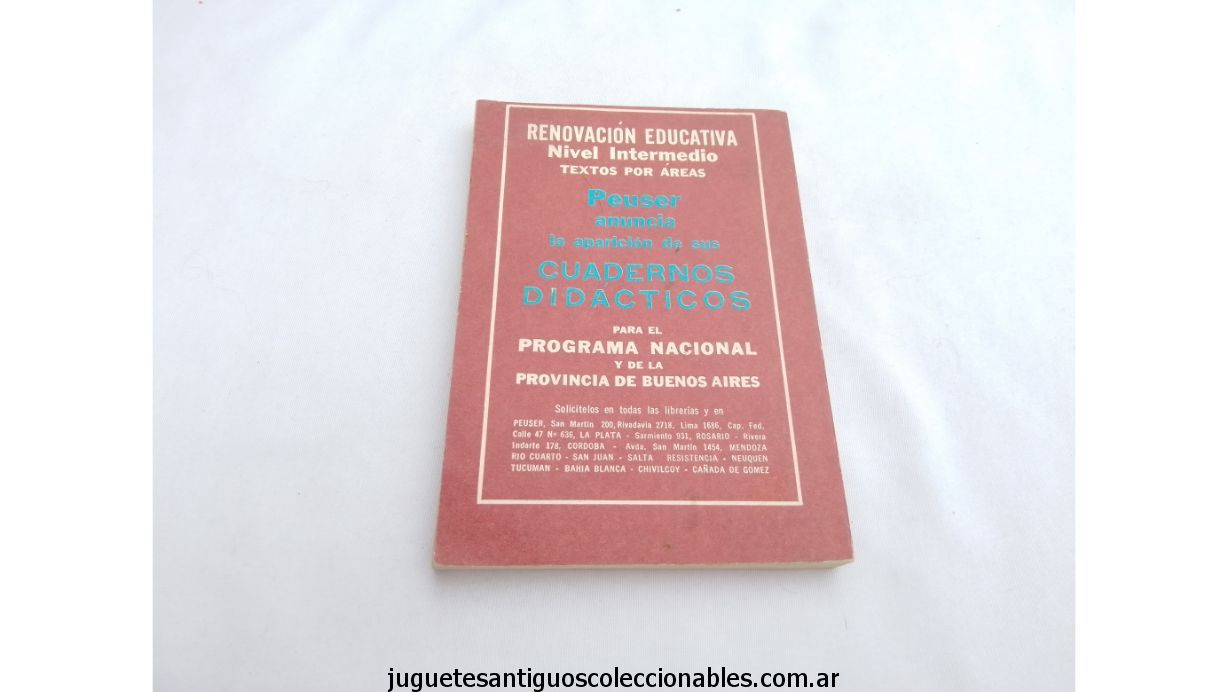 RENOVACIÓN EDUCATIVA
Nivel Intermedio
TEXTOS POR ÁREAS
Peuser
anuncia
la aparición de sus
CUADERNOS
DIDÁCTICOS
PARA EL
PROGRAMA NACIONAL
Y DE LA
PROVINCIA DE BUENOS AIRES
Solicítelos en todas las librerías y en
PEUSER, San Martín 200, Rivadavia 2718, Lima 1686, Cap. Fed.
Calle 47 Nº 636, LA PLATA - Sarmiento 931, ROSARIO - Rivera
Indarte 178, CORDOBA - Avda. San Martín 1454, MENDOZA
RIO CUARTO - SAN JUAN - SALTA RESISTENCIA - NEUQUEN
TUCUMAN - BAHIA BLANCA - CHIVILCOY - CAÑADA DE GOMEZ
juguetesantiguoscoleccionables.com.ar